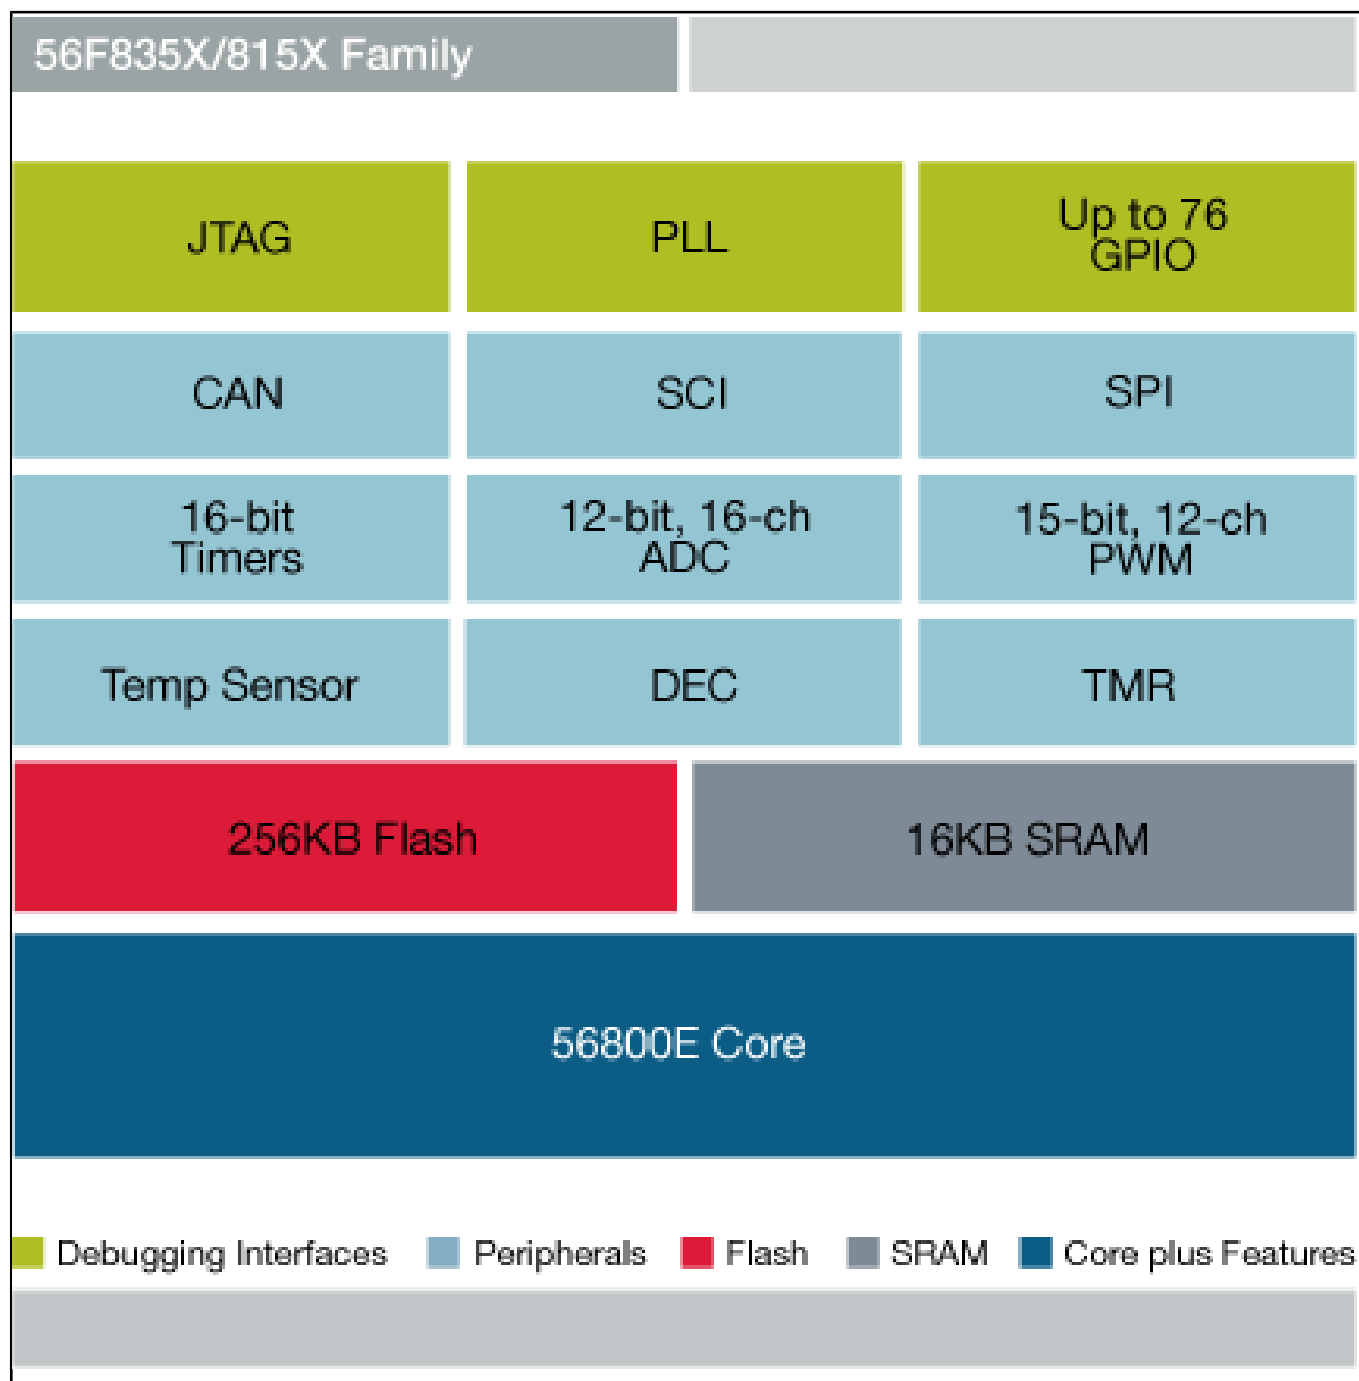 56F835X/815X Family
JTAG
PLL
Up to 76
GPIO
CAN
SCI
SPI
16-bit
Timers
12-bit, 16-ch
ADC
15-bit, 12-ch
PWM
Temp Sensor
DEC
TMR
256KB Flash
16KB SRAM
56800E Core
Debugging Interfaces
Peripherals
Flash
SRAM
Core plus Features